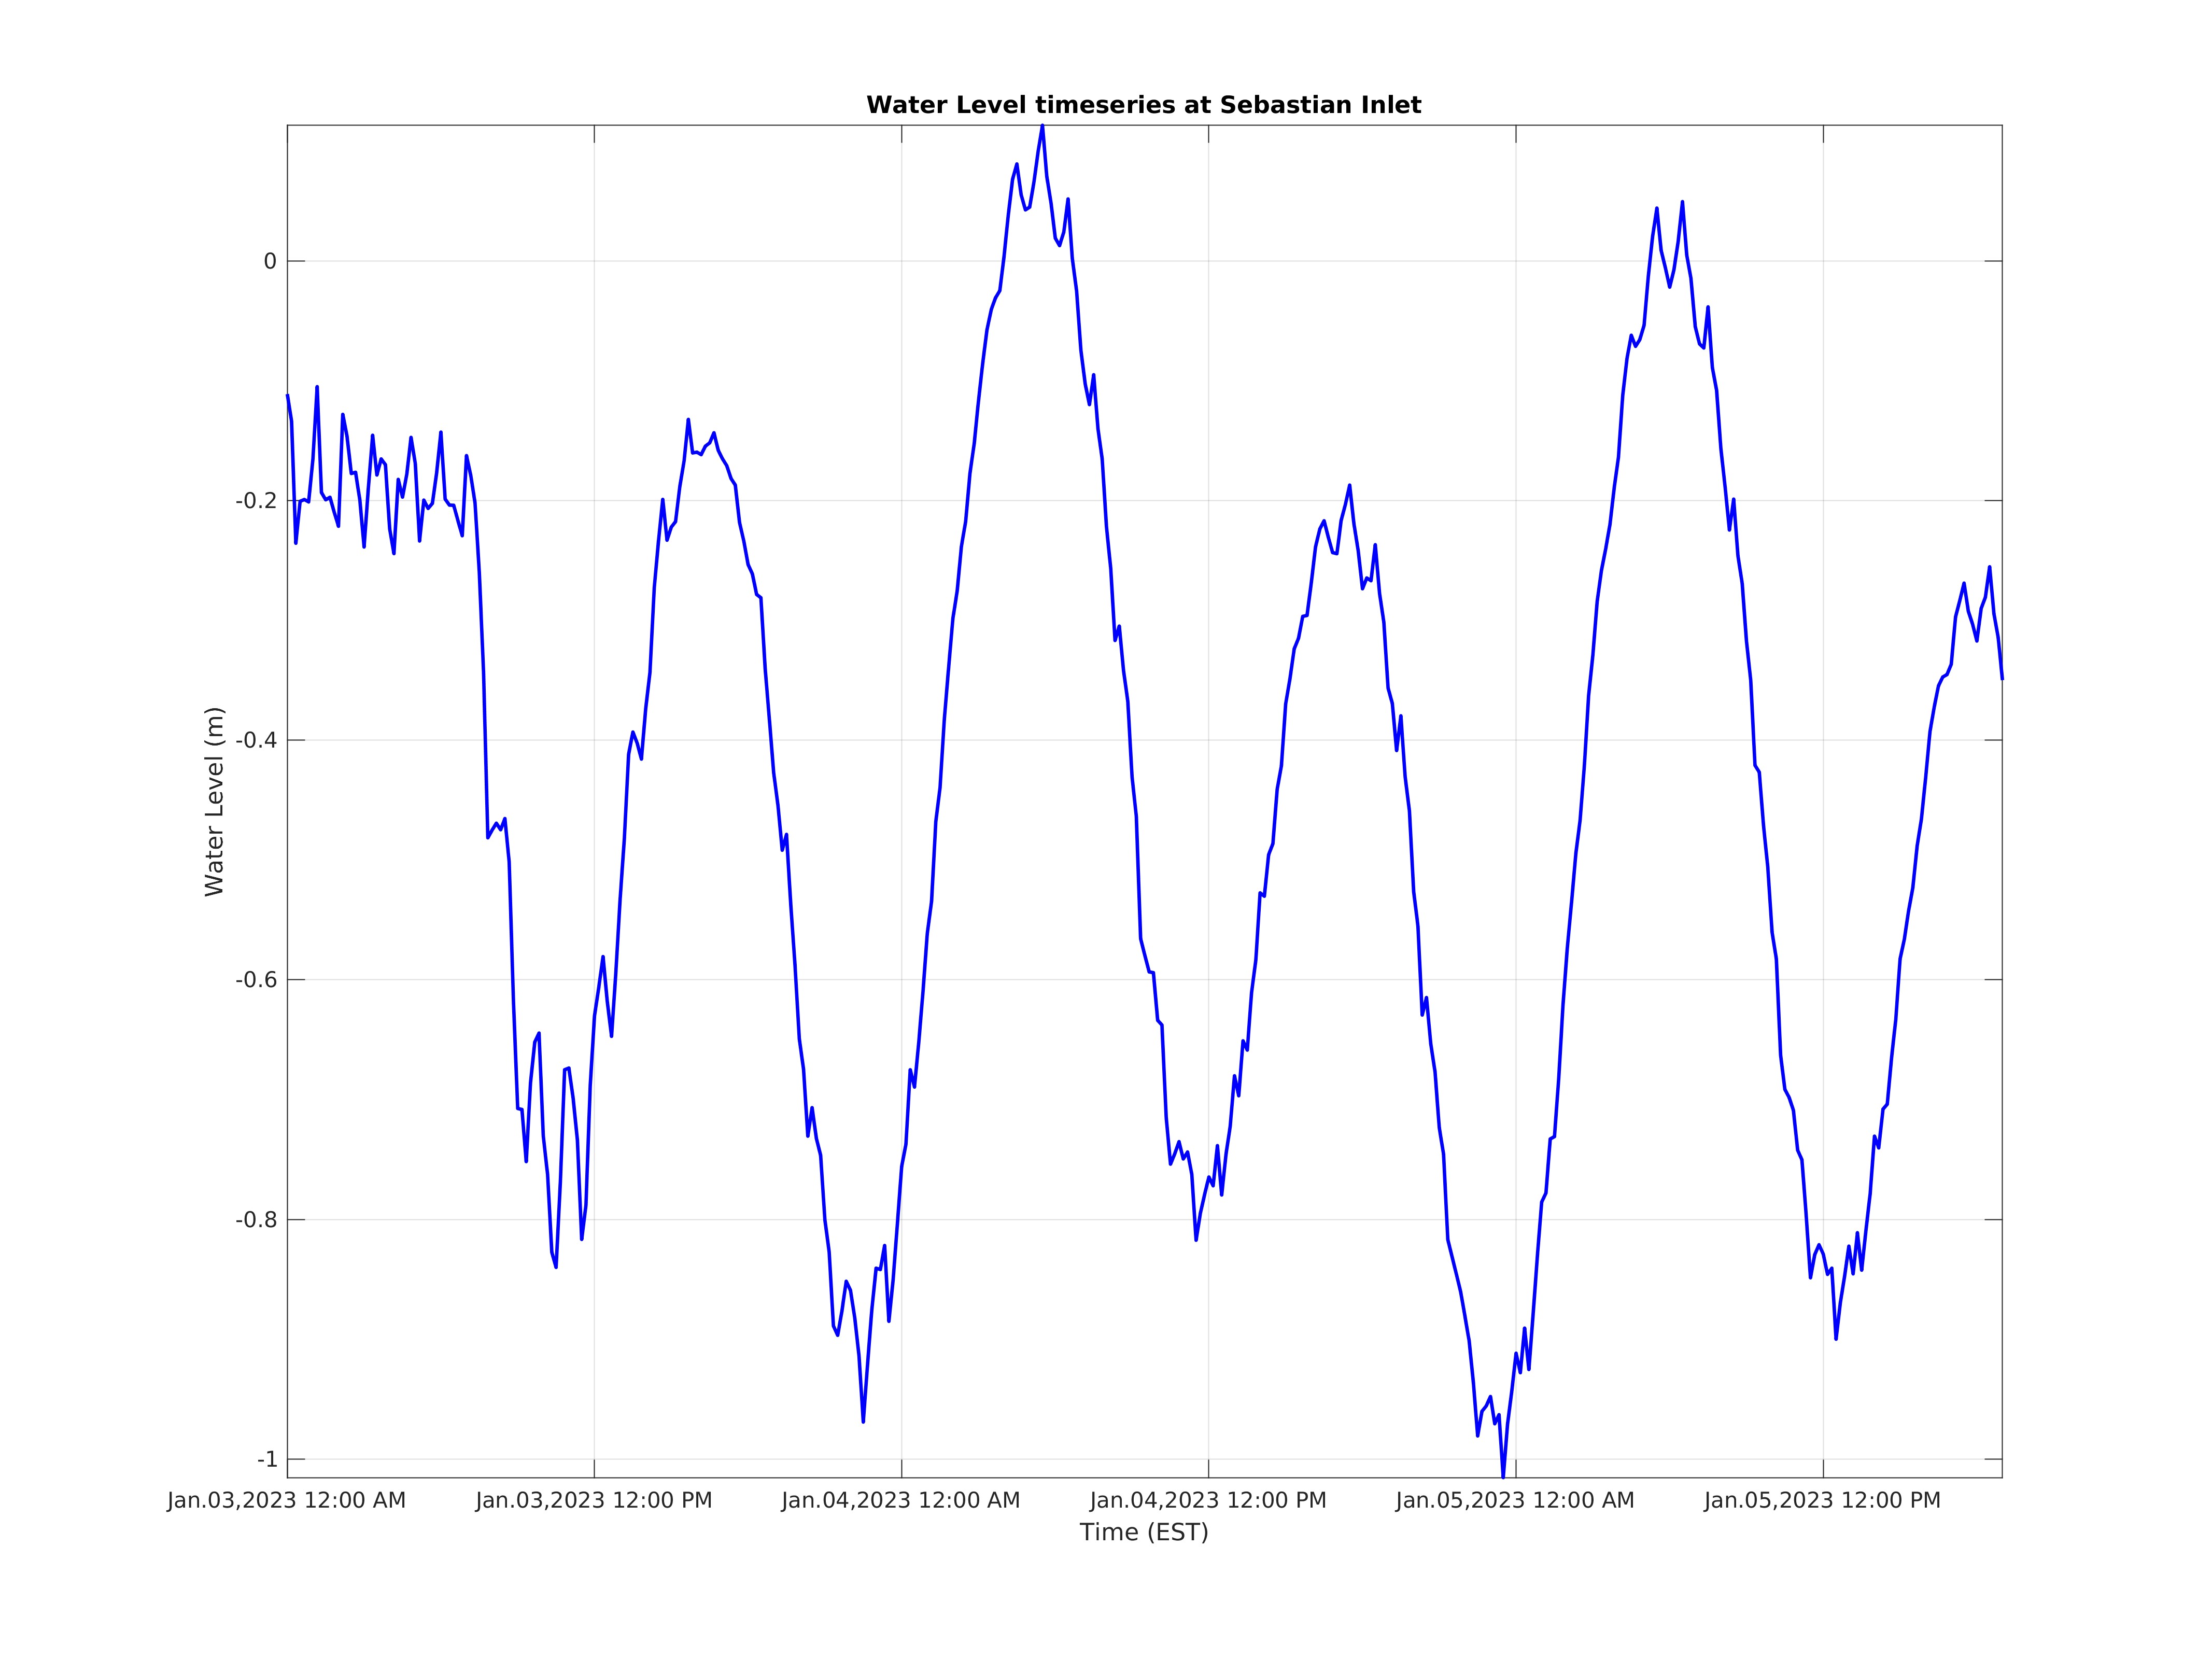 Water Level timeseries at Sebastian Inlet
Water Level (m)
0
-0.2
-0.4
-0.6
-0.8
-1
Jan.03,2023 12:00 AM
Jan.03,2023 12:00 PM
Jan.04,2023 12:00 AM
Jan.04,2023 12:00 PM
Jan.05,2023 12:00 AM
Jan.05,2023 12:00 PM
Time (EST)